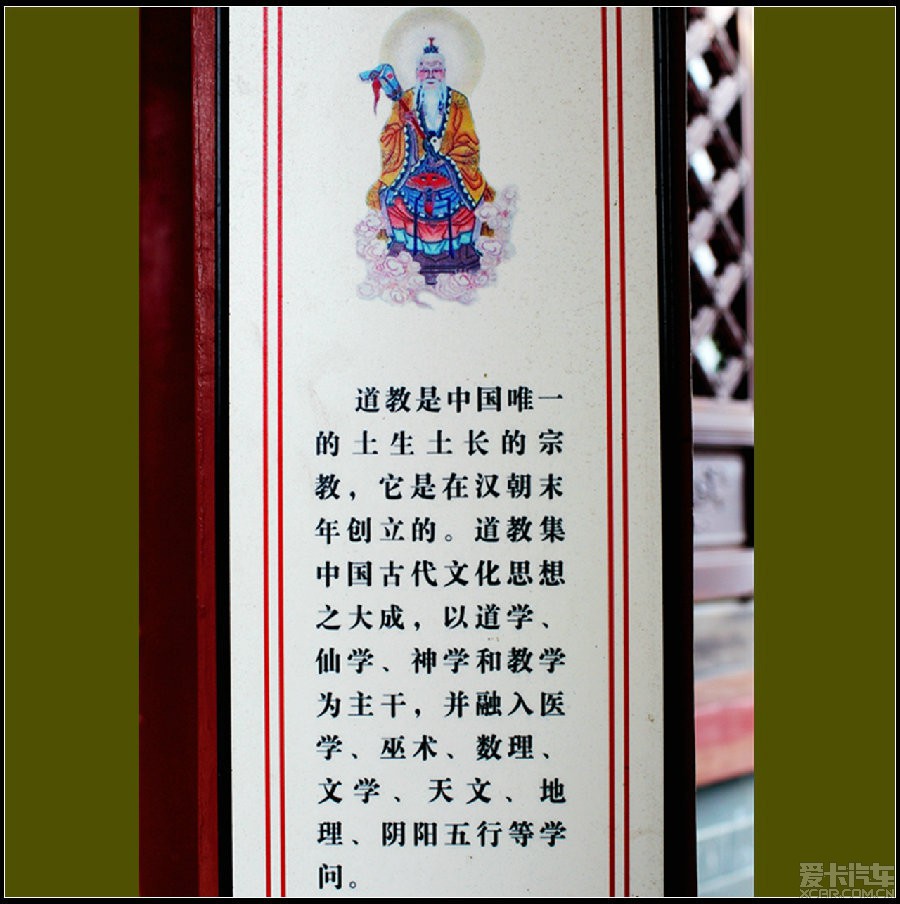 道教是中国唯一
的土生土长的宗
教，它是在汉朝末
年创立的。道教集
中国古代文化思想
之大成，以道学、
仙学、神学和教学
为主干，并融入医
学、巫术、数理、
文学、天文、地
理、阴阳五行等学
问。
爱卡汽车
XCAR.COM.CN